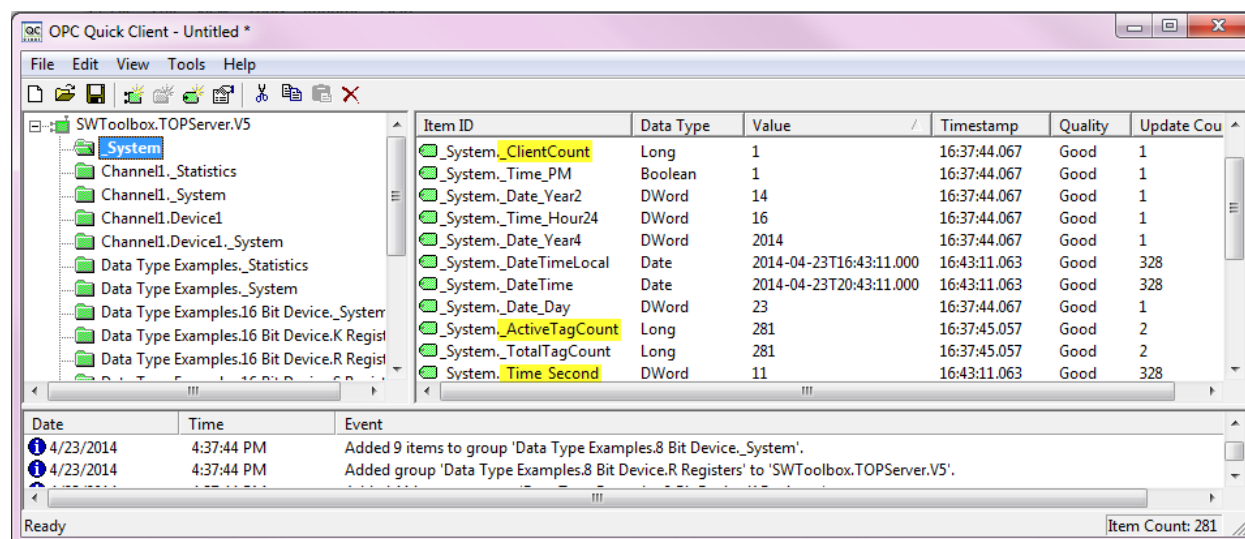 OPC Quick Client - Untitled *
File Edit View Tools Help
SWToolbox.TOPServer.V5
_System
Channel1._Statistics
Channel1._System
Channel1.Device1
Channel1.Device1._System
Data Type Examples._Statistics
Data Type Examples._System
Data Type Examples.16 Bit Device._System
Data Type Examples.16 Bit Device.K Regist
Data Type Examples.16 Bit Device.R Regist
Item ID Data Type Value Timestamp Quality Update Cou
_System._ClientCount Long 1 16:37:44.067 Good 1
_System._Time_PM Boolean 1 16:37:44.067 Good 1
_System._Date_Year2 DWord 14 16:37:44.067 Good 1
_System._Time_Hour24 DWord 16 16:37:44.067 Good 1
_System._Date_Year4 DWord 2014 16:37:44.067 Good 1
_System._DateTimeLocal Date 2014-04-23T16:43:11.000 16:43:11.063 Good 328
_System._DateTime Date 2014-04-23T20:43:11.000 16:43:11.063 Good 328
_System._Date_Day DWord 23 16:37:44.067 Good 1
_System._ActiveTagCount Long 281 16:37:45.057 Good 2
_System._TotalTagCount Long 281 16:37:45.057 Good 2
_System._Time_Second DWord 11 16:43:11.063 Good 328
Date Time Event
4/23/2014 4:37:44 PM Added 9 items to group 'Data Type Examples.8 Bit Device._System'.
4/23/2014 4:37:44 PM Added group 'Data Type Examples.8 Bit Device.R Registers' to 'SWToolbox.TOPServer.V5'.
Ready Item Count: 281